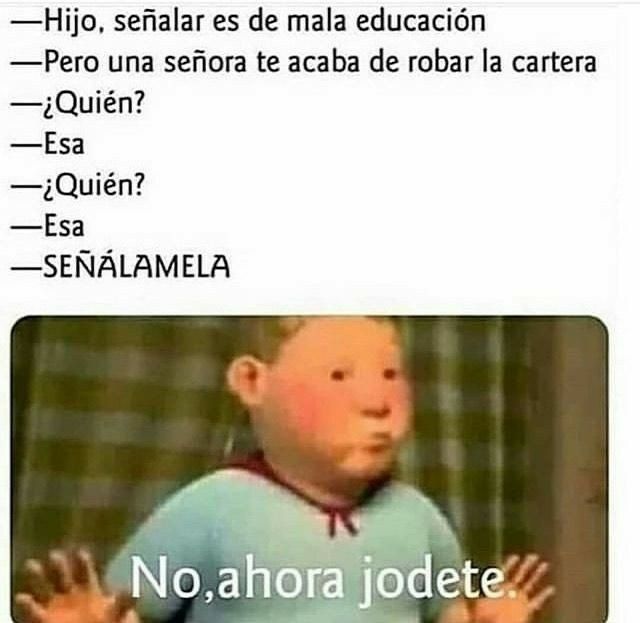 —Hijo, señalar es de mala educación
—Pero una señora te acaba de robar la cartera
—¿Quién?
—Esa
—¿Quién?
—Esa
—SEÑÁLAMELA
No,ahora jodete.